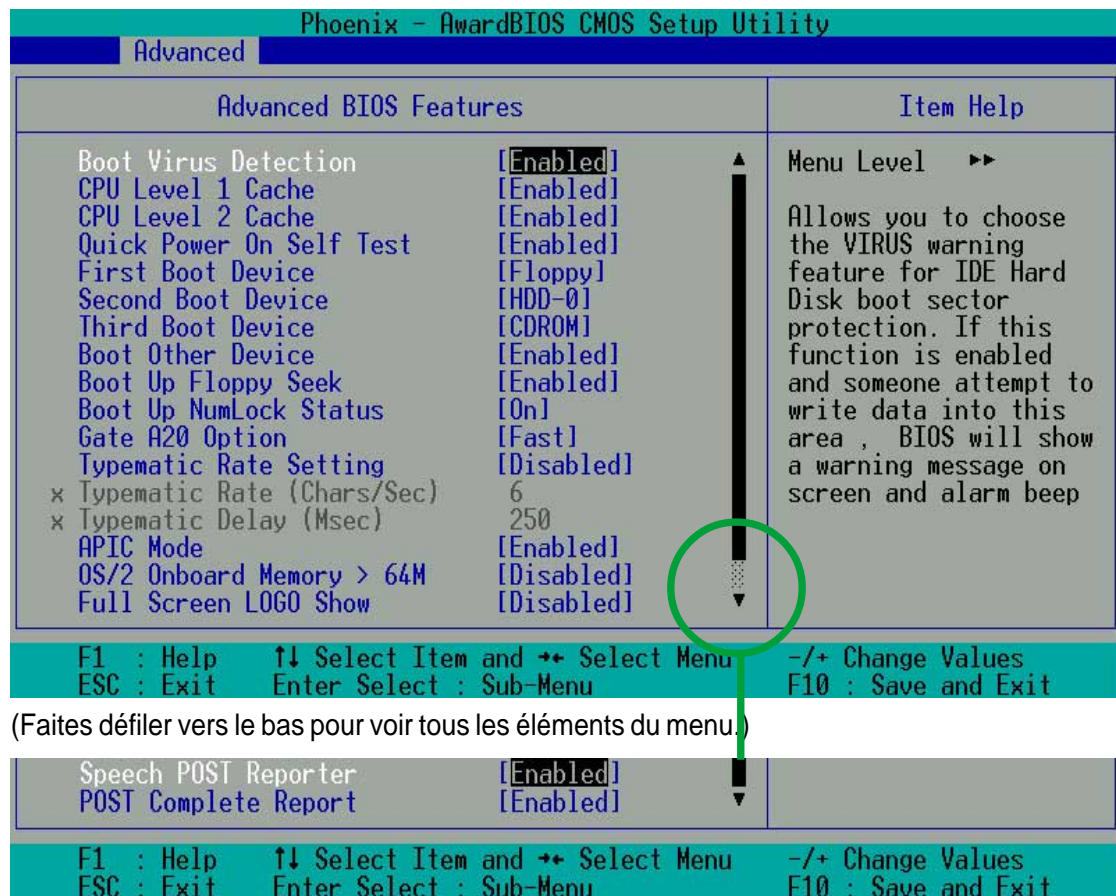 Phoenix - AwardBIOS CMOS Setup Utility
Advanced
Advanced BIOS Features
Item Help
Boot Virus Detection [Enabled]
CPU Level 1 Cache [Enabled]
CPU Level 2 Cache [Enabled]
Quick Power On Self Test [Enabled]
First Boot Device [Floppy]
Second Boot Device [HDD-0]
Third Boot Device [CDROM]
Boot Other Device [Enabled]
Boot Up Floppy Seek [Enabled]
Boot Up NumLock Status [On]
Gate A20 Option [Fast]
Typematic Rate Setting [Disabled]
x Typematic Rate (Chars/Sec) 6
x Typematic Delay (Msec) 250
APIC Mode [Enabled]
OS/2 Onboard Memory > 64M [Disabled]
Full Screen LOGO Show [Disabled]
Menu Level ▸▸
Allows you to choose
the VIRUS warning
feature for IDE Hard
Disk boot sector
protection. If this
function is enabled
and someone attempt to
write data into this
area , BIOS will show
a warning message on
screen and alarm beep
F1 : Help ↑↓ Select Item and →← Select Menu -/+ Change Values
ESC : Exit Enter Select : Sub-Menu F10 : Save and Exit
(Faites défiler vers le bas pour voir tous les éléments du menu.)
Speech POST Reporter [Enabled]
POST Complete Report [Enabled]
F1 : Help ↑↓ Select Item and →← Select Menu -/+ Change Values
ESC : Exit Enter Select : Sub-Menu F10 : Save and Exit